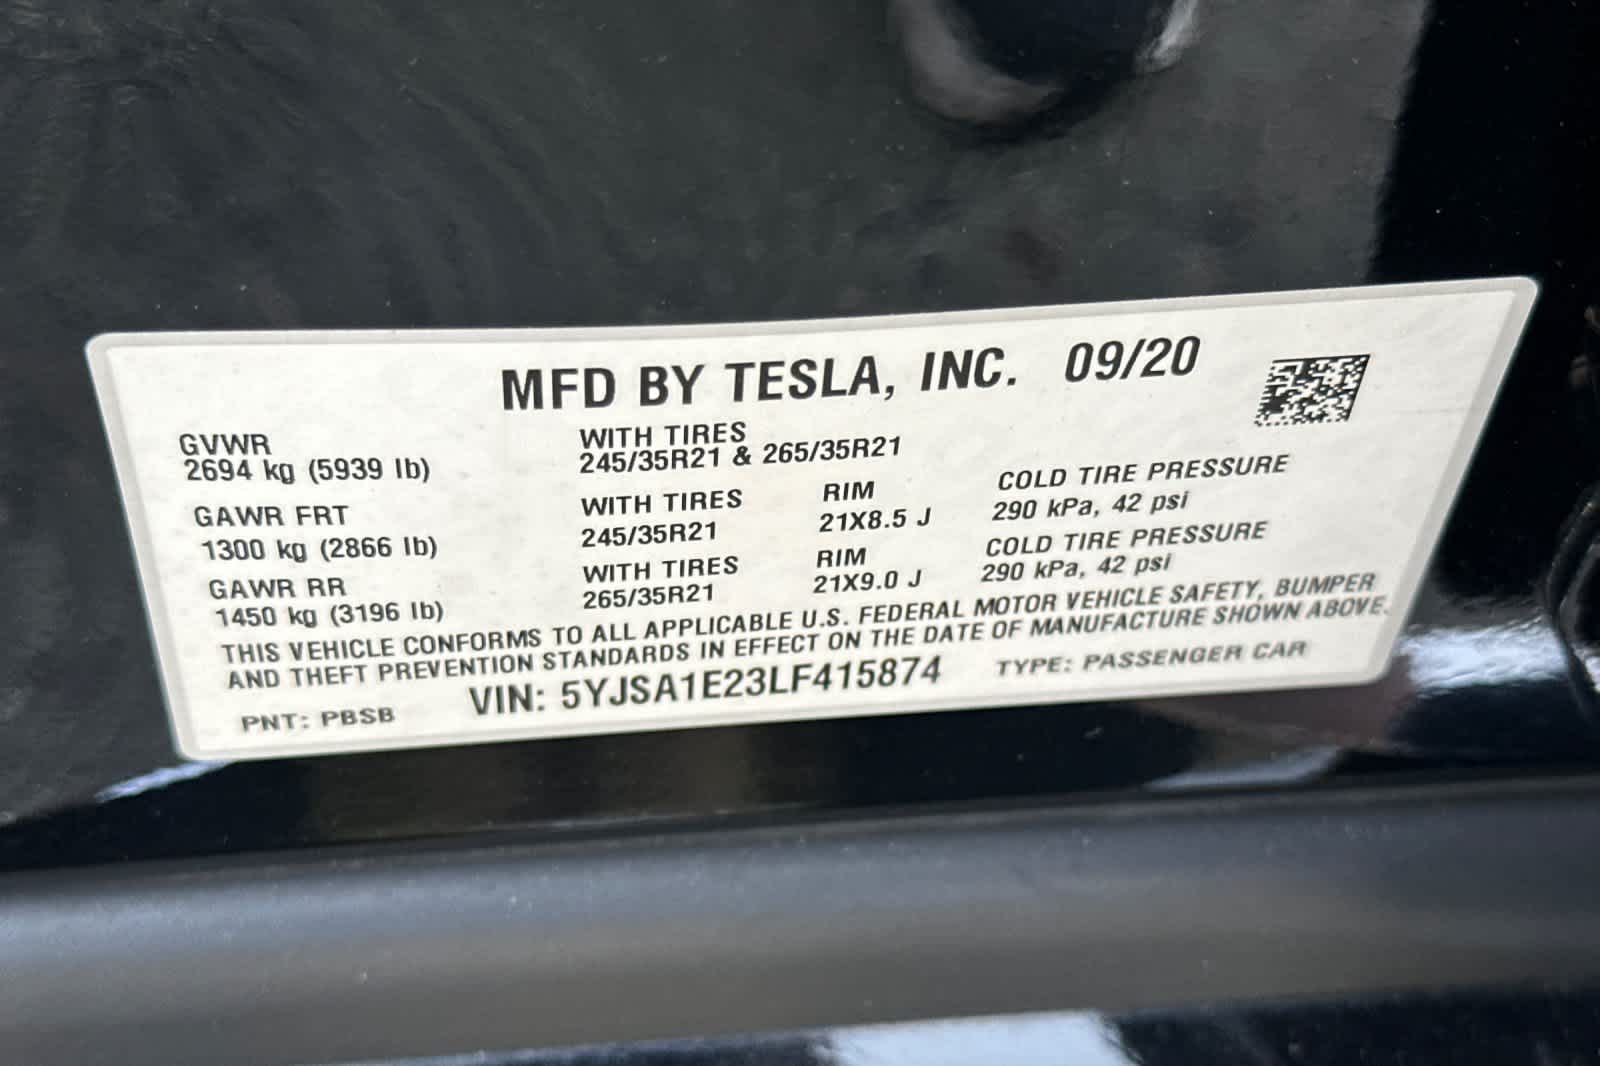 MFD BY TESLA, INC. 09/20
GVWR
2694 kg (5939 lb)
WITH TIRES
245/35R21 & 265/35R21
GAWR FRT
1300 kg (2866 lb)
WITH TIRES
245/35R21
RIM
21X8.5 J
COLD TIRE PRESSURE
290 kPa, 42 psi
GAWR RR
1450 kg (3196 lb)
WITH TIRES
265/35R21
RIM
21X9.0 J
COLD TIRE PRESSURE
290 kPa, 42 psi
THIS VEHICLE CONFORMS TO ALL APPLICABLE U.S. FEDERAL MOTOR VEHICLE SAFETY, BUMPER
AND THEFT PREVENTION STANDARDS IN EFFECT ON THE DATE OF MANUFACTURE SHOWN ABOVE.
PNT: PBSB VIN: 5YJSA1E23LF415874 TYPE: PASSENGER CAR